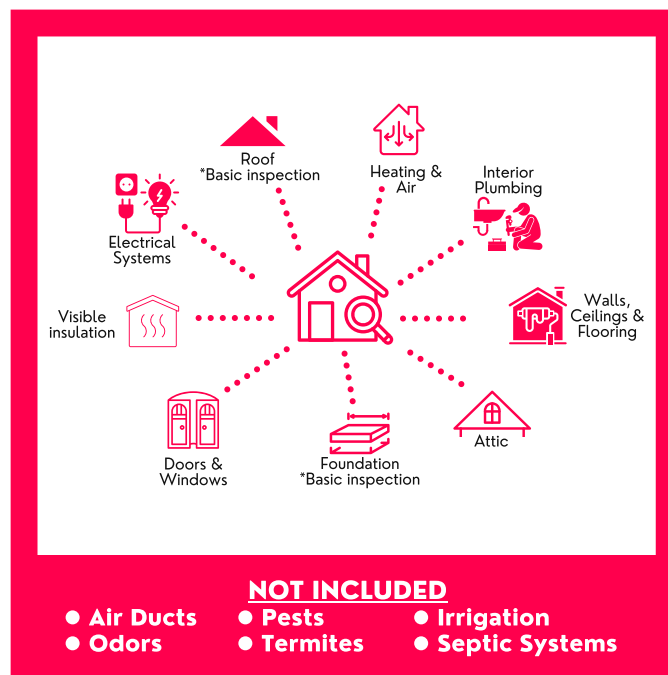 Roof
*Basic inspection
Heating &
Air
Interior
Plumbing
Electrical
Systems
Visible
insulation
Walls,
Ceilings &
Flooring
Doors &
Windows
Foundation
*Basic inspection
Attic
NOT INCLUDED
● Air Ducts ● Pests ● Irrigation
● Odors ● Termites ● Septic Systems